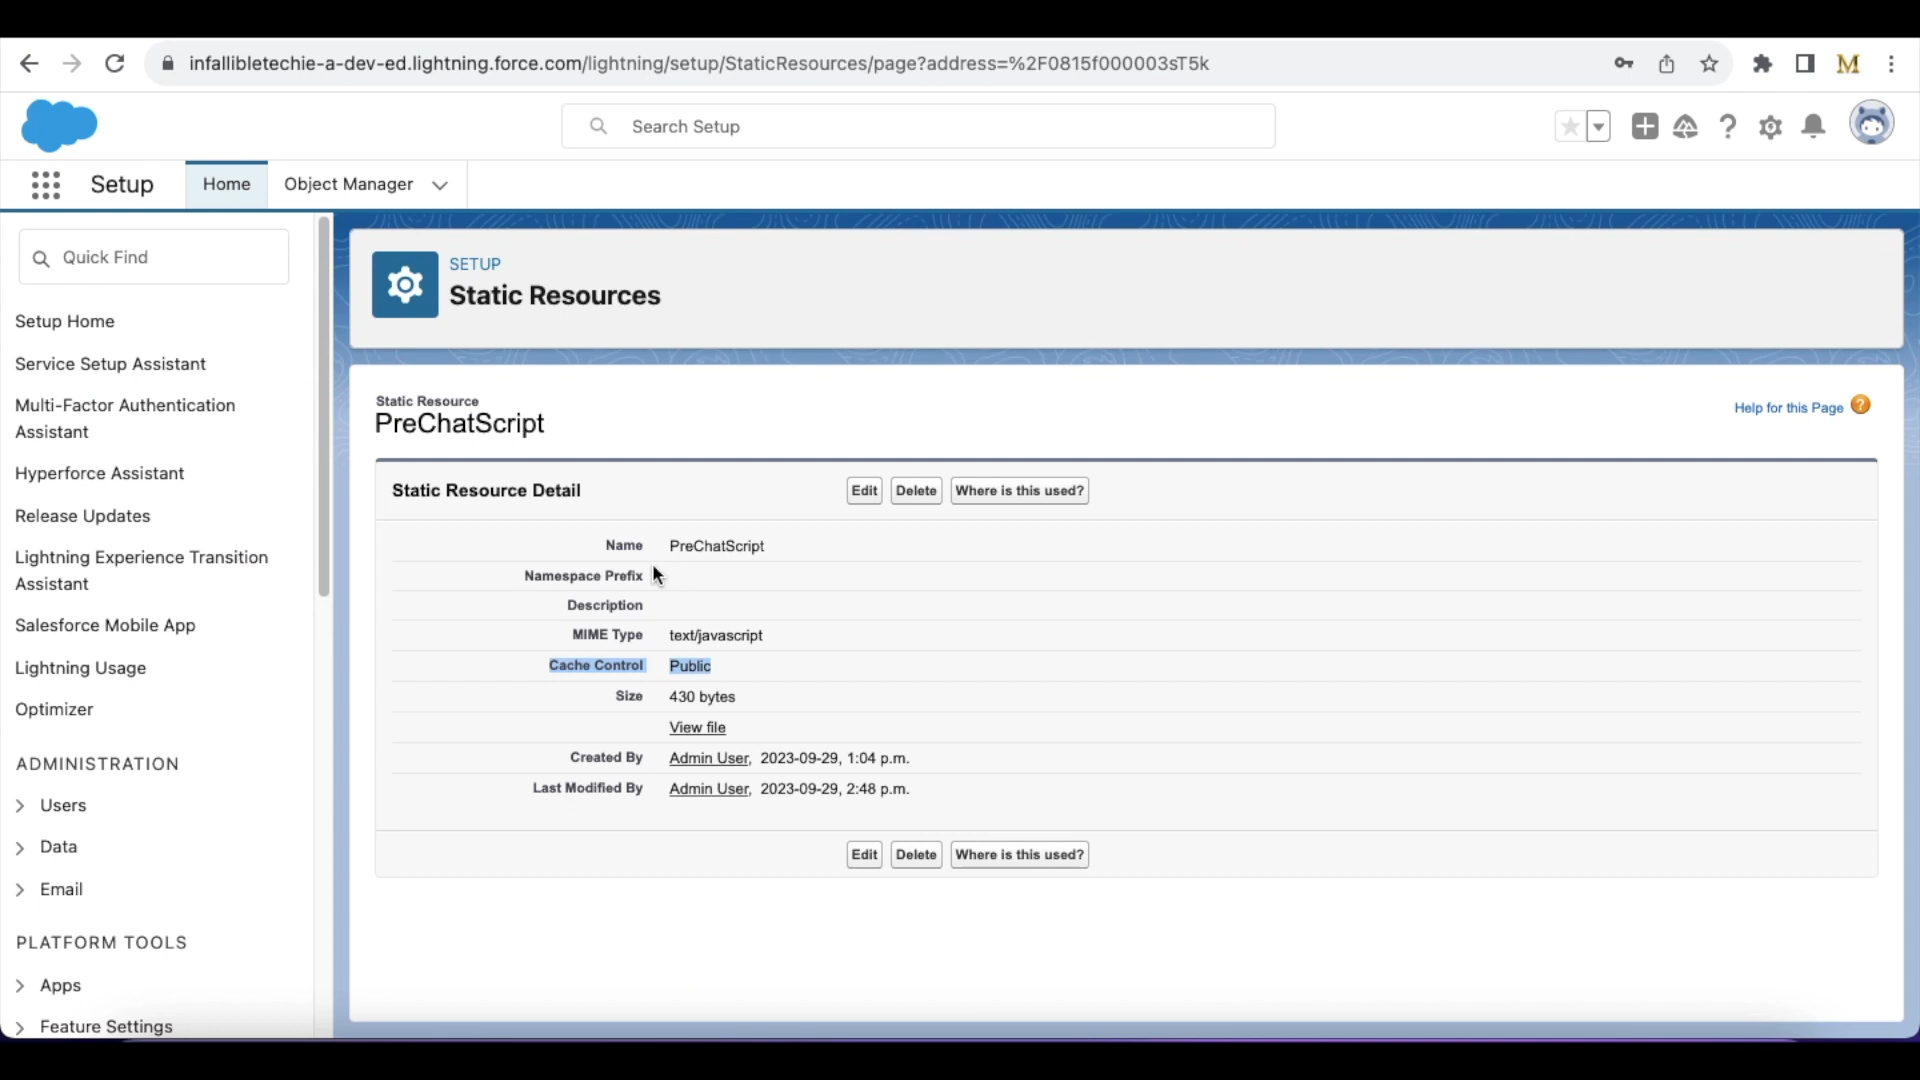 infallibletechie-a-dev-ed.lightning.force.com/lightning/setup/StaticResources/page?address=%2F0815f000003sT5k
M
Search Setup
Setup
Home
Object Manager
Quick Find
Setup Home
Service Setup Assistant
Multi-Factor Authentication
Assistant
Hyperforce Assistant
Release Updates
Lightning Experience Transition
Assistant
Salesforce Mobile App
Lightning Usage
Optimizer
ADMINISTRATION
Users
Data
Email
PLATFORM TOOLS
Apps
Feature Settings
SETUP
Static Resources
Static Resource
PreChatScript
Help for this Page ?
Static Resource Detail Edit Delete Where is this used?
Name PreChatScript
Namespace Prefix
Description
MIME Type text/javascript
Cache Control Public
Size 430 bytes
View file
Created By Admin User, 2023-09-29, 1:04 p.m.
Last Modified By Admin User, 2023-09-29, 2:48 p.m.
Edit Delete Where is this used?